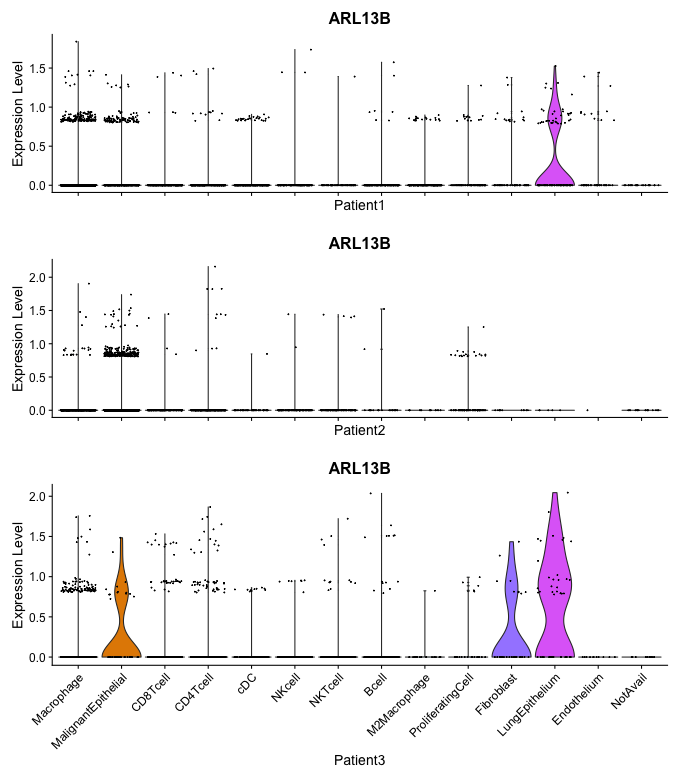 ARL13B
Expression Level
1.5
1.0
0.5
0.0
Patient1
ARL13B
Expression Level
2.0
1.5
1.0
0.5
0.0
Patient2
ARL13B
Expression Level
2.0
1.5
1.0
0.5
0.0
Macrophage
MalignantEpithelial
CD8Tcell
CD4Tcell
cDC
NKcell
NKTcell
Bcell
M2Macrophage
ProliferatingCell
Fibroblast
LungEpithelium
Endothelium
NotAvail
Patient3